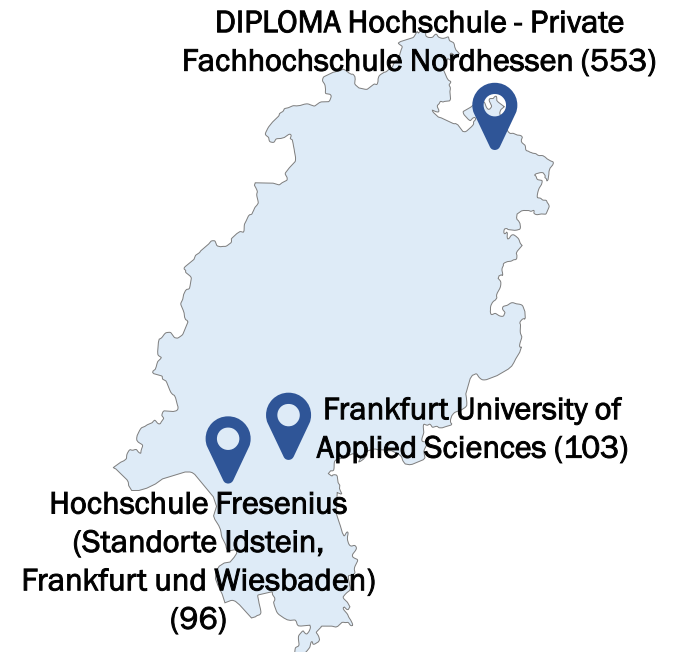 DIPLOMA Hochschule - Private
Fachhochschule Nordhessen (553)
Frankfurt University of
Applied Sciences (103)
Hochschule Fresenius
(Standorte Idstein,
Frankfurt und Wiesbaden)
(96)